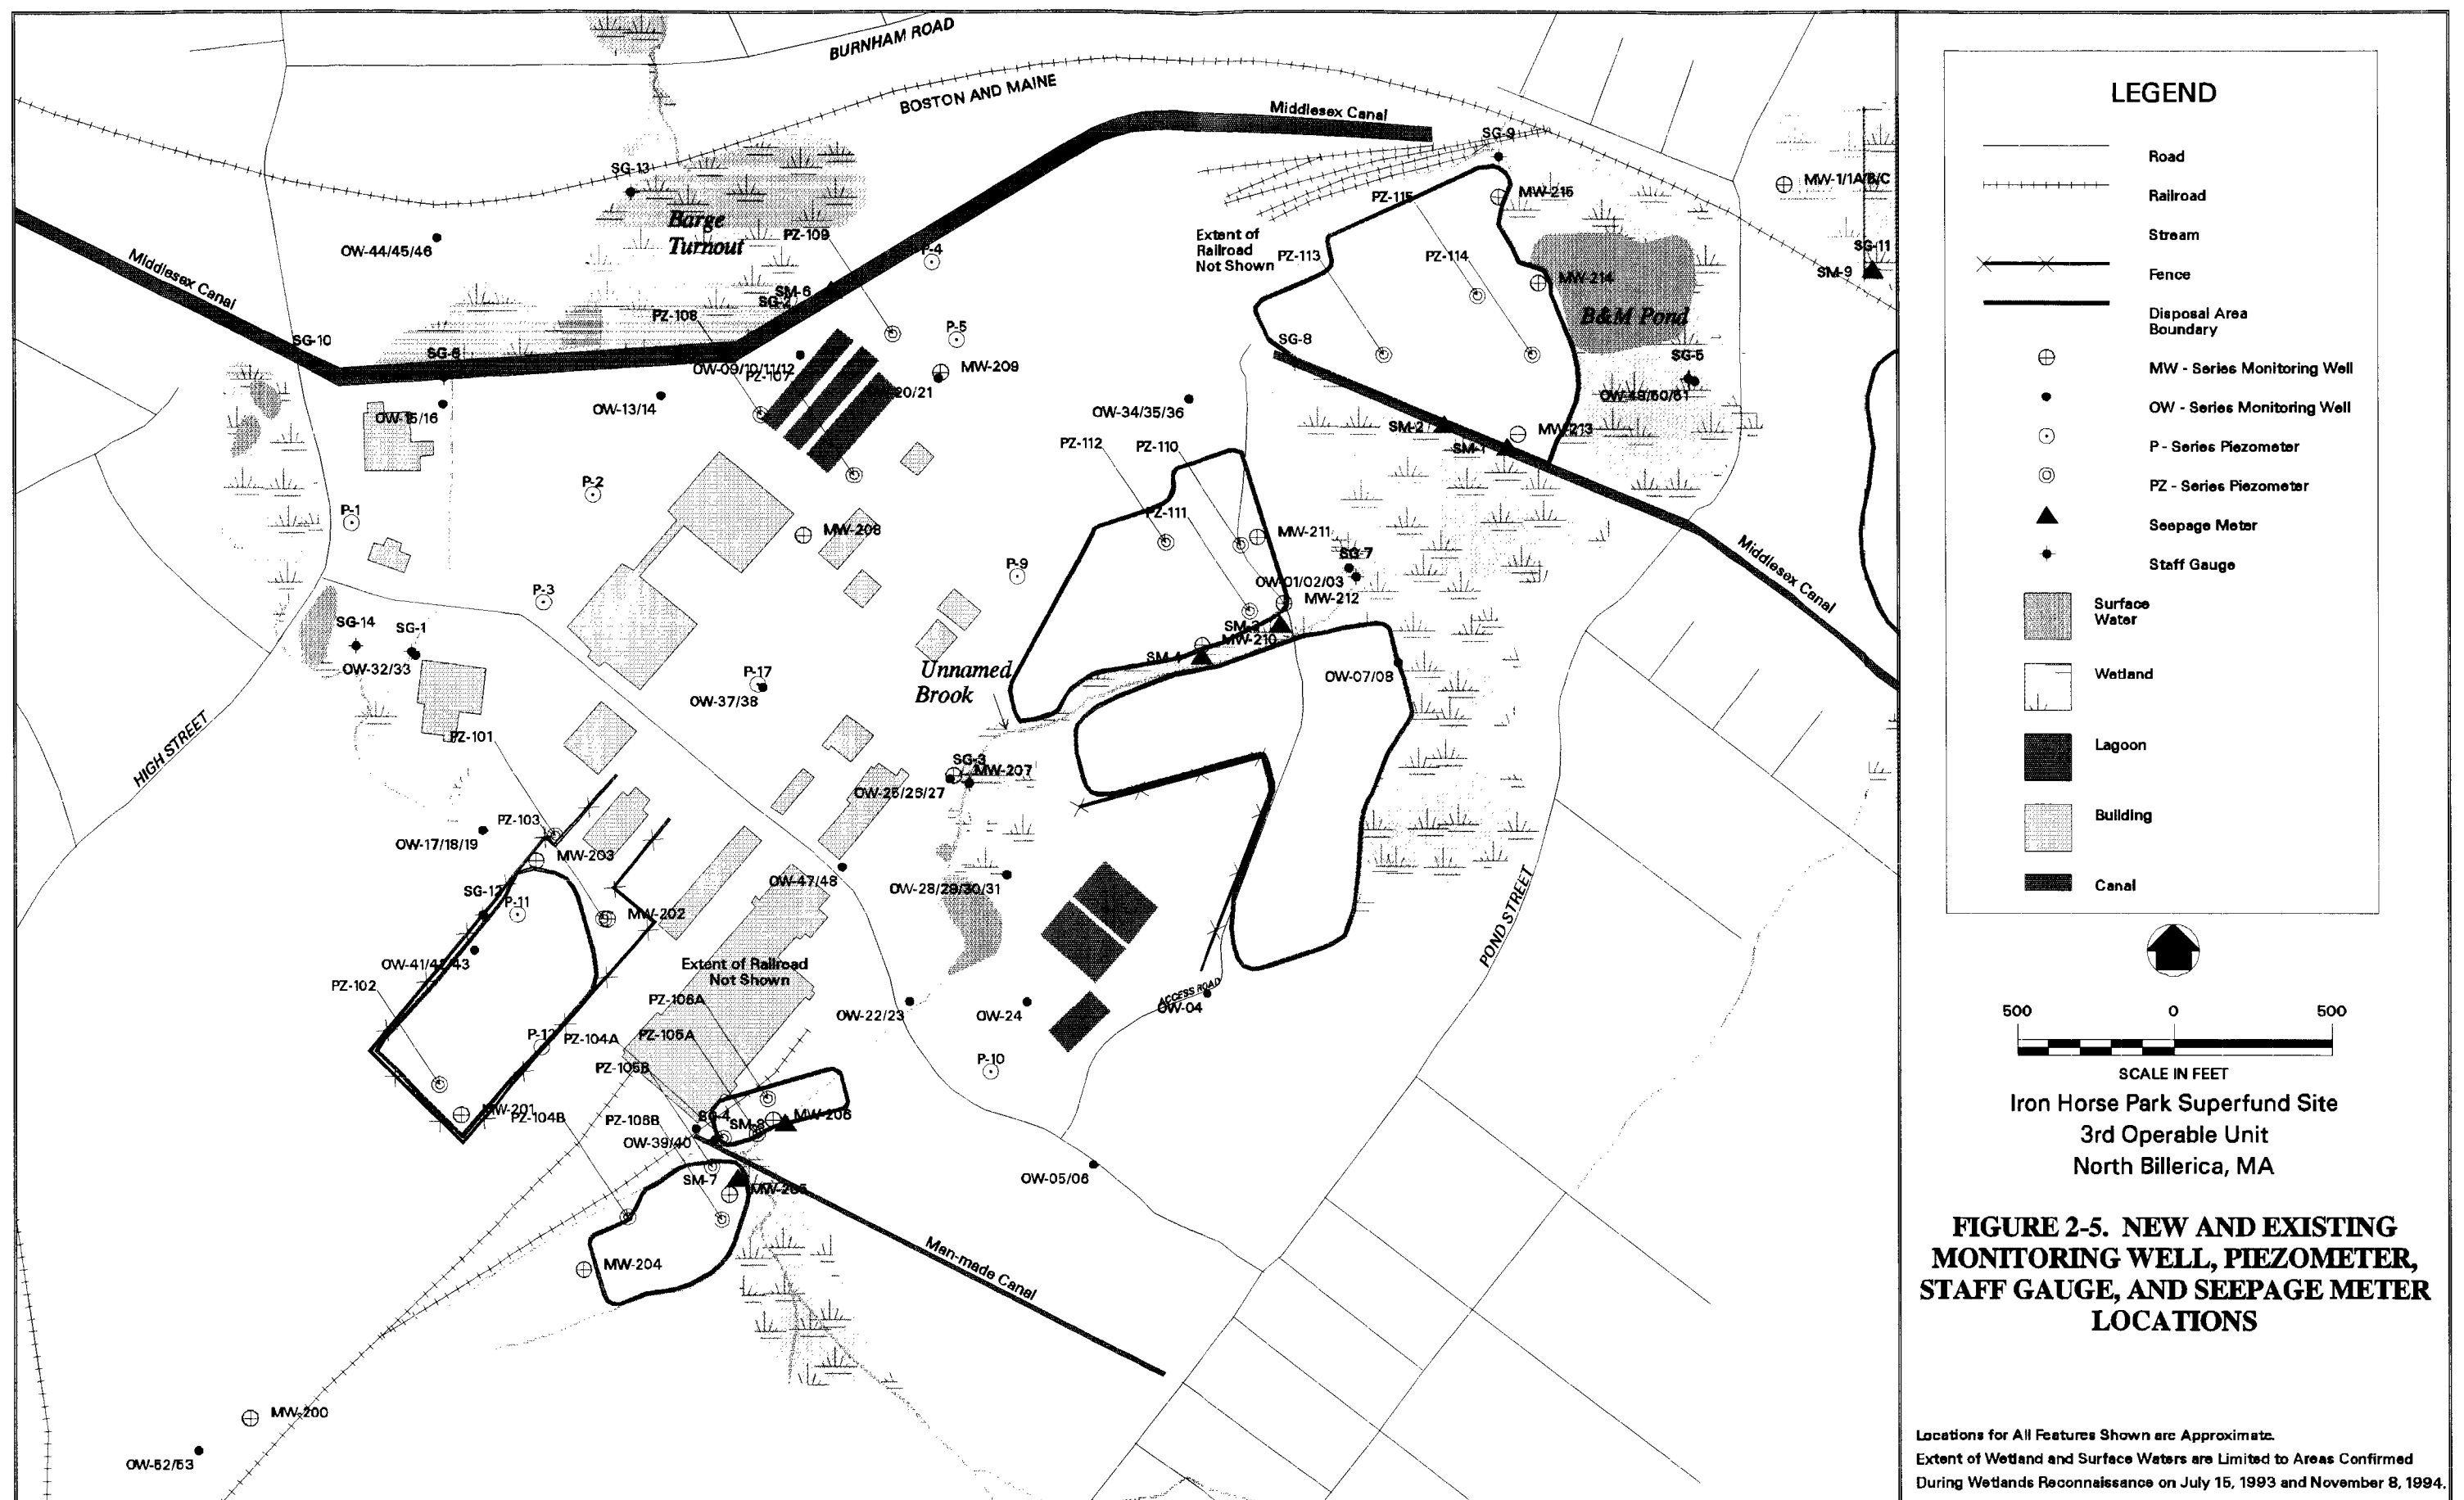 BURNHAM ROAD
BOSTON AND MAINE
Middlesex Canal
SG-9
SG-13
MW-1/1A/B/C
MW-215
PZ-115
Barge
Turnout
PZ-109
P-4
Extent of
Railroad
Not Shown
PZ-113
PZ-114
SG-11
SM-9
OW-44/45/46
Middlesex Canal
MW-214
SM-6
SG-2
PZ-108
B&M Pond
SG-10
SG-6
P-5
SG-8
SG-5
OW-09/10/11/12
PZ-107
MW-209
20/21
OW-49/50/51
OW-15/16
OW-13/14
OW-34/35/36
SM-2
MW-213
SM-1
PZ-112
PZ-110
P-2
P-1
PZ-111
MW-208
MW-211
SG-7
Middlesex Canal
P-3
P-9
OW-01/02/03
MW-212
SG-14
SG-1
SM-3
MW-210
SM-4
OW-32/33
Unnamed
Brook
P-17
OW-37/38
OW-07/08
HIGH STREET
PZ-101
SG-3
MW-207
OW-25/26/27
PZ-103
OW-17/18/19
MW-203
OW-47/48
OW-28/29/30/31
SG-12
P-11
MW-202
POND STREET
OW-41/42/43
Extent of Railroad
Not Shown
PZ-102
PZ-106A
ACCESS ROAD
OW-04
OW-22/23
OW-24
P-12
PZ-104A
PZ-105A
P-10
PZ-105B
MW-201
PZ-104B
PZ-106B
SG-4
SM-8
MW-206
OW-39/40
SM-7
MW-205
OW-05/06
MW-204
Man-made Canal
MW-200
OW-52/53
LEGEND
Road
Railroad
Stream
Fence
Disposal Area
Boundary
MW - Series Monitoring Well
OW - Series Monitoring Well
P - Series Piezometer
PZ - Series Piezometer
Seepage Meter
Staff Gauge
Surface
Water
Wetland
Lagoon
Building
Canal
500 0 500
SCALE IN FEET
Iron Horse Park Superfund Site
3rd Operable Unit
North Billerica, MA
FIGURE 2-5. NEW AND EXISTING
MONITORING WELL, PIEZOMETER,
STAFF GAUGE, AND SEEPAGE METER
LOCATIONS
Locations for All Features Shown are Approximate.
Extent of Wetland and Surface Waters are Limited to Areas Confirmed
During Wetlands Reconnaissance on July 15, 1993 and November 8, 1994.